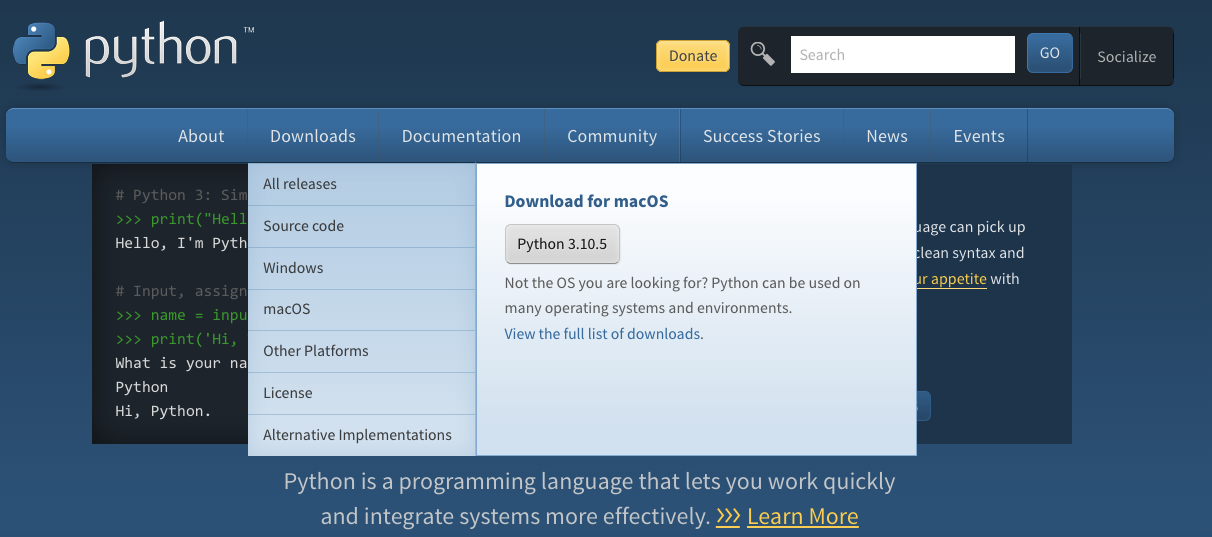 python™
Donate
Search
GO
Socialize
About
Downloads
Documentation
Community
Success Stories
News
Events
# Python 3: Sim
>>> print("Hell
Hello, I'm Pyth
# Input, assign
>>> name = inpu
>>> print('Hi,
What is your na
Python
Hi, Python.
All releases
Source code
Windows
macOS
Other Platforms
License
Alternative Implementations
Download for macOS
Python 3.10.5
Not the OS you are looking for? Python can be used on
many operating systems and environments.
View the full list of downloads.
uage can pick up
clean syntax and
ur appetite with
Python is a programming language that lets you work quickly
and integrate systems more effectively. >>> Learn More